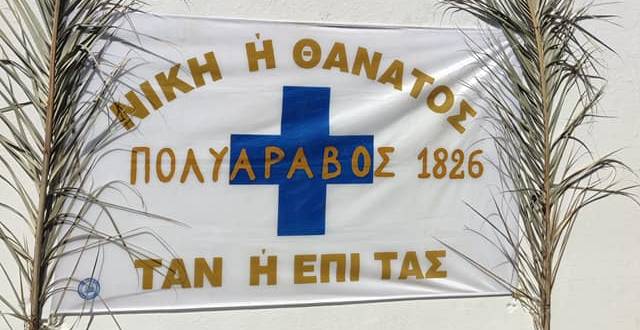 ΝΙΚΗ Ή ΘΑΝΑΤΟΣ
ΠΟΛΥΑΡΑΒΟΣ 1826
ΤΑΝ Ή ΕΠΙ ΤΑΣ